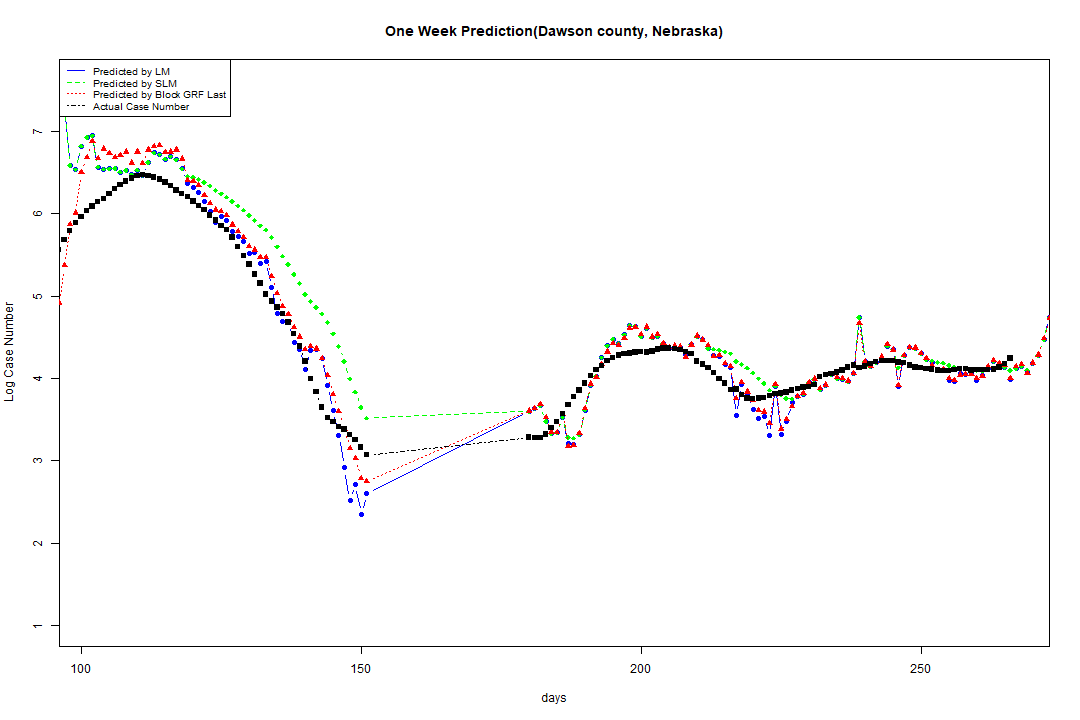 One Week Prediction(Dawson county, Nebraska)
Predicted by LM
Predicted by SLM
Predicted by Block GRF Last
Actual Case Number
7
6
5
4
3
2
1
Log Case Number
100 150 200 250
days